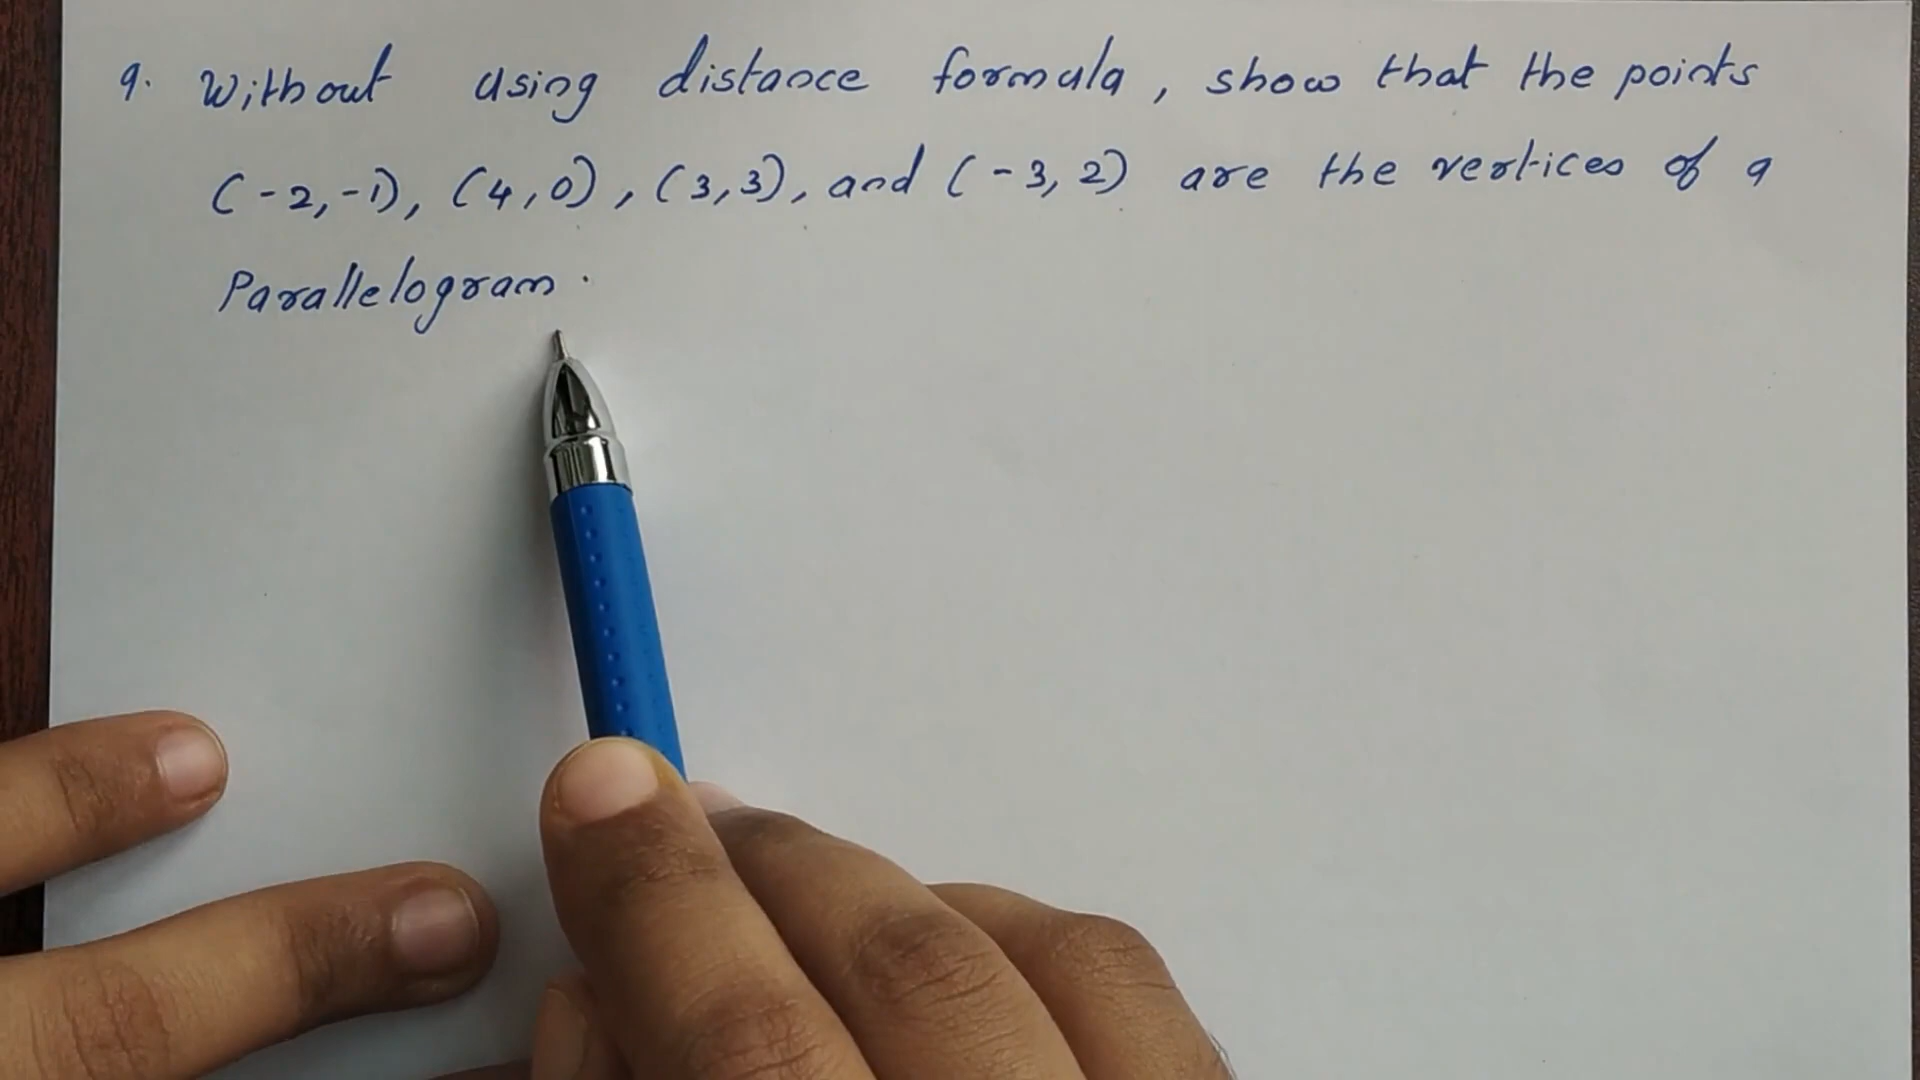 9. Without using distance formula, show that the points
(-2,-1), (4,0), (3,3), and (-3,2) are the vertices of a
Parallelogram.